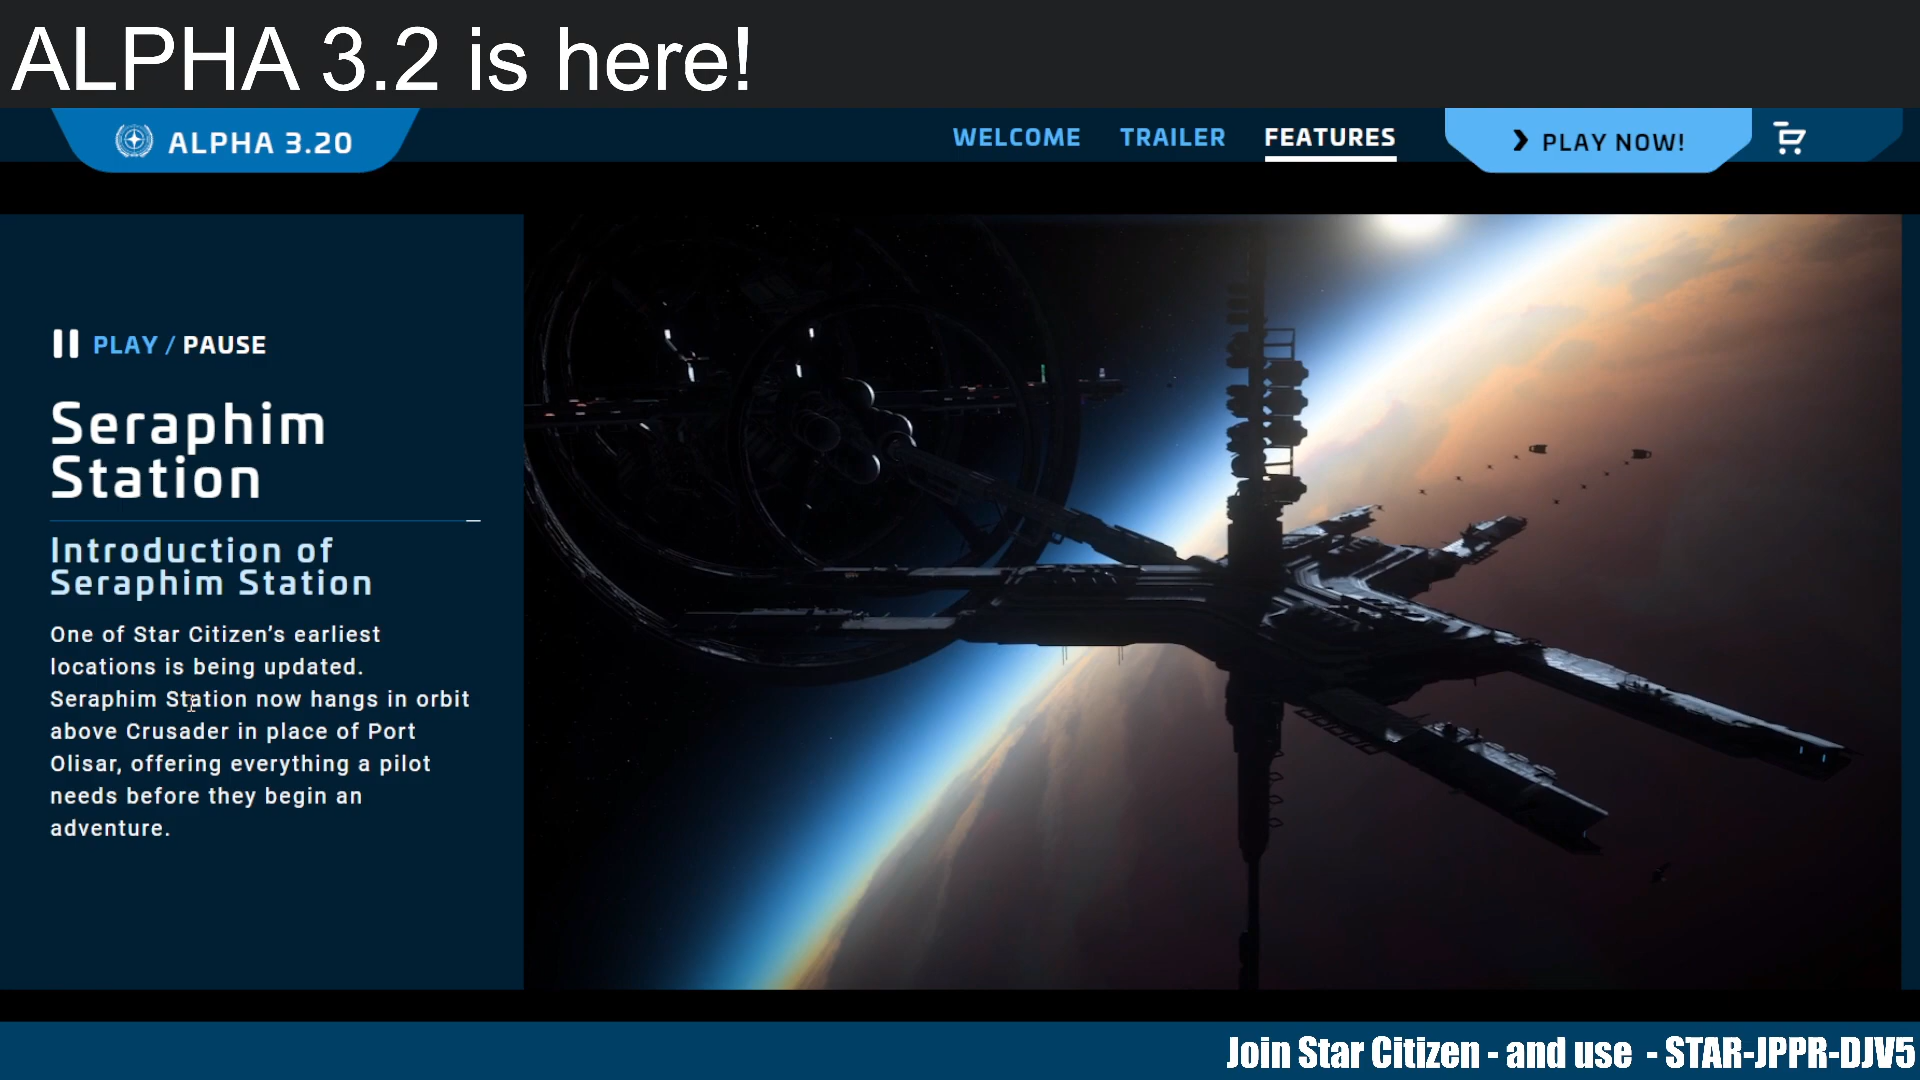 ALPHA 3.2 is here!
ALPHA 3.20
WELCOME TRAILER FEATURES PLAY NOW!
PLAY / PAUSE
Seraphim
Station
Introduction of
Seraphim Station
One of Star Citizen’s earliest
locations is being updated.
Seraphim Station now hangs in orbit
above Crusader in place of Port
Olisar, offering everything a pilot
needs before they begin an
adventure.
Join Star Citizen - and use - STAR-JPPR-DJV5